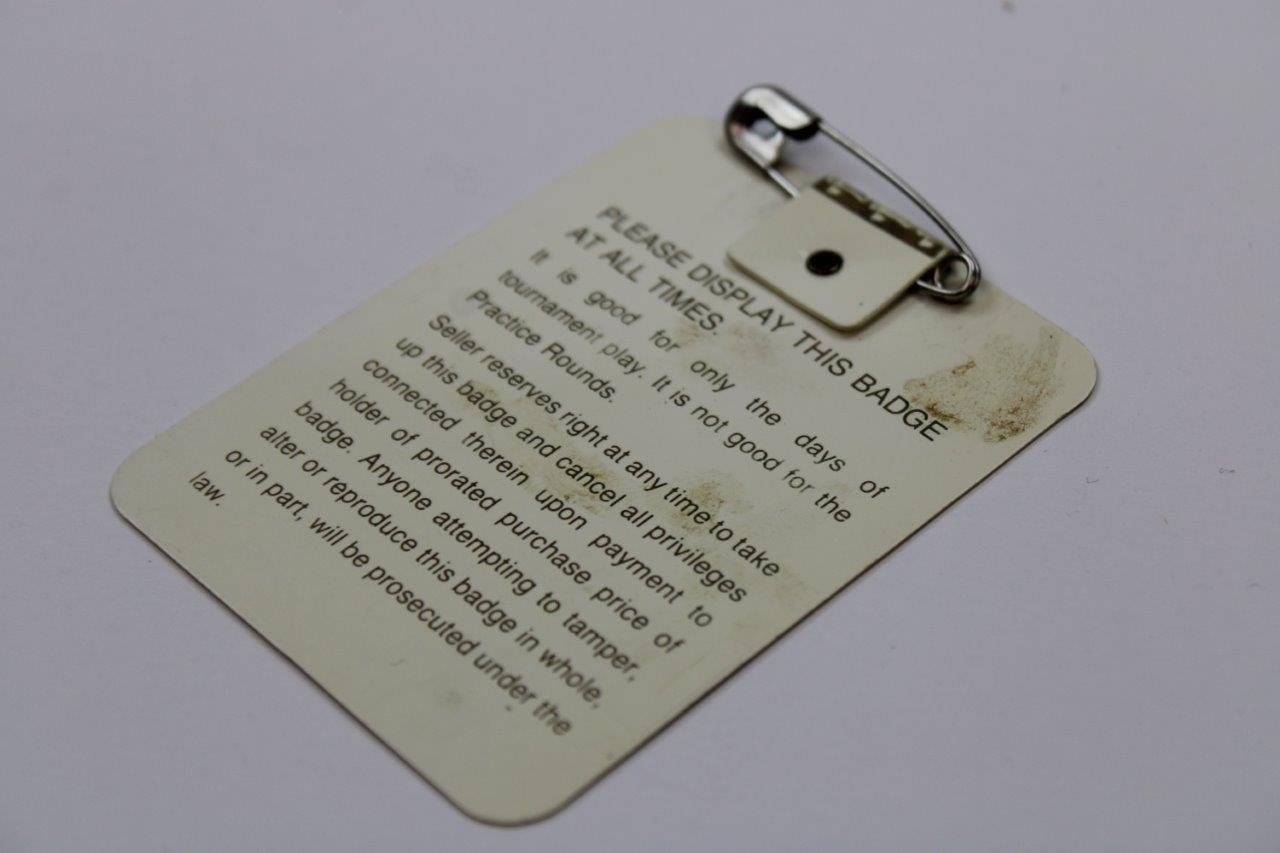 PLEASE DISPLAY THIS BADGE
AT ALL TIMES.
It is good for only the days of
tournament play. It is not good for the
Practice Rounds.
Seller reserves right at any time to take
up this badge and cancel all privileges
connected therein upon payment to
holder of prorated purchase price of
badge. Anyone attempting to tamper,
alter or reproduce this badge in whole,
or in part, will be prosecuted under the
law.